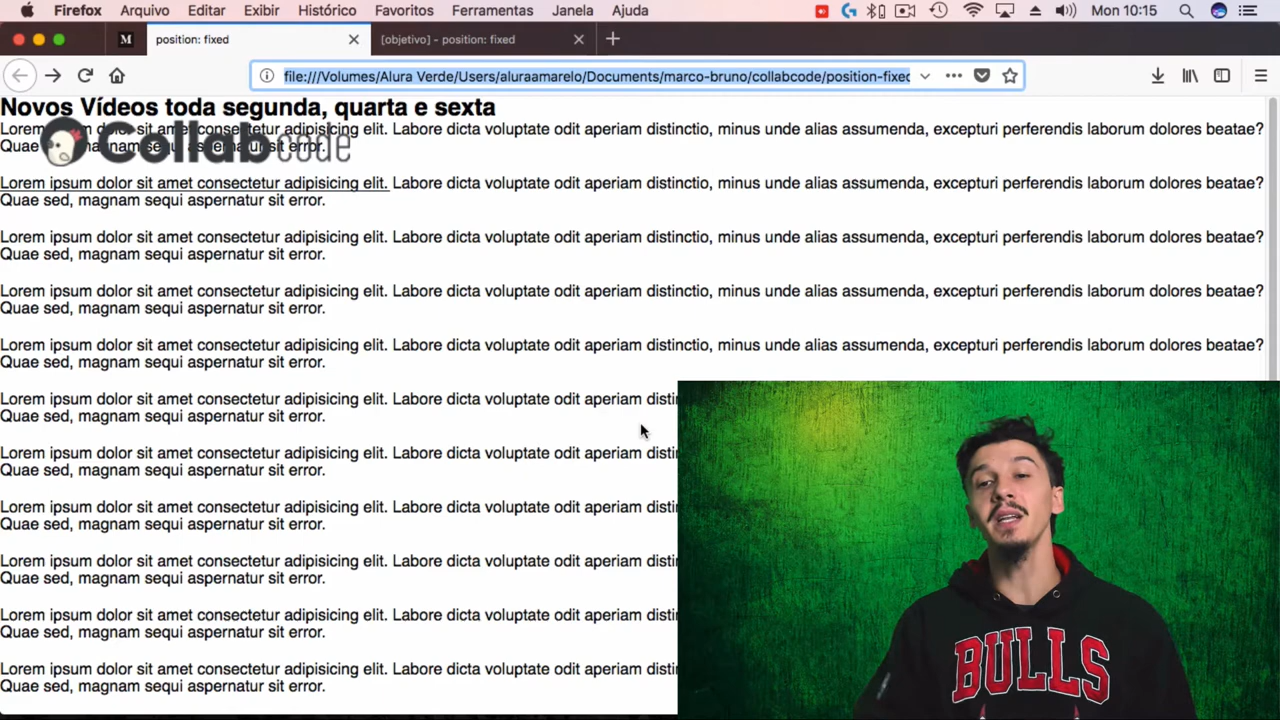 Firefox Arquivo Editar Exibir Histórico Favoritos Ferramentas Janela Ajuda Mon 10:15
M position: fixed [objetivo] - position: fixed
file:///Volumes/Alura Verde/Users/aluraamarelo/Documents/marco-bruno/collabcode/position-fixed
Novos Vídeos toda segunda, quarta e sexta
Lorem ipsum dolor sit amet consectetur adipisicing elit. Labore dicta voluptate odit aperiam distinctio, minus unde alias assumenda, excepturi perferendis laborum dolores beatae?
Quae sed, magnam sequi aspernatur sit error.
Collabcode
Lorem ipsum dolor sit amet consectetur adipisicing elit. Labore dicta voluptate odit aperiam distinctio, minus unde alias assumenda, excepturi perferendis laborum dolores beatae?
Quae sed, magnam sequi aspernatur sit error.
Lorem ipsum dolor sit amet consectetur adipisicing elit. Labore dicta voluptate odit aperiam distinctio, minus unde alias assumenda, excepturi perferendis laborum dolores beatae?
Quae sed, magnam sequi aspernatur sit error.
Lorem ipsum dolor sit amet consectetur adipisicing elit. Labore dicta voluptate odit aperiam distinctio, minus unde alias assumenda, excepturi perferendis laborum dolores beatae?
Quae sed, magnam sequi aspernatur sit error.
Lorem ipsum dolor sit amet consectetur adipisicing elit. Labore dicta voluptate odit aperiam distinctio, minus unde alias assumenda, excepturi perferendis laborum dolores beatae?
Quae sed, magnam sequi aspernatur sit error.
Lorem ipsum dolor sit amet consectetur adipisicing elit. Labore dicta voluptate odit aperiam distin
Quae sed, magnam sequi aspernatur sit error.
Lorem ipsum dolor sit amet consectetur adipisicing elit. Labore dicta voluptate odit aperiam distin
Quae sed, magnam sequi aspernatur sit error.
Lorem ipsum dolor sit amet consectetur adipisicing elit. Labore dicta voluptate odit aperiam distin
Quae sed, magnam sequi aspernatur sit error.
Lorem ipsum dolor sit amet consectetur adipisicing elit. Labore dicta voluptate odit aperiam distin
Quae sed, magnam sequi aspernatur sit error.
Lorem ipsum dolor sit amet consectetur adipisicing elit. Labore dicta voluptate odit aperiam distin
Quae sed, magnam sequi aspernatur sit error.
Lorem ipsum dolor sit amet consectetur adipisicing elit. Labore dicta voluptate odit aperiam distin
Quae sed, magnam sequi aspernatur sit error.
BULLS